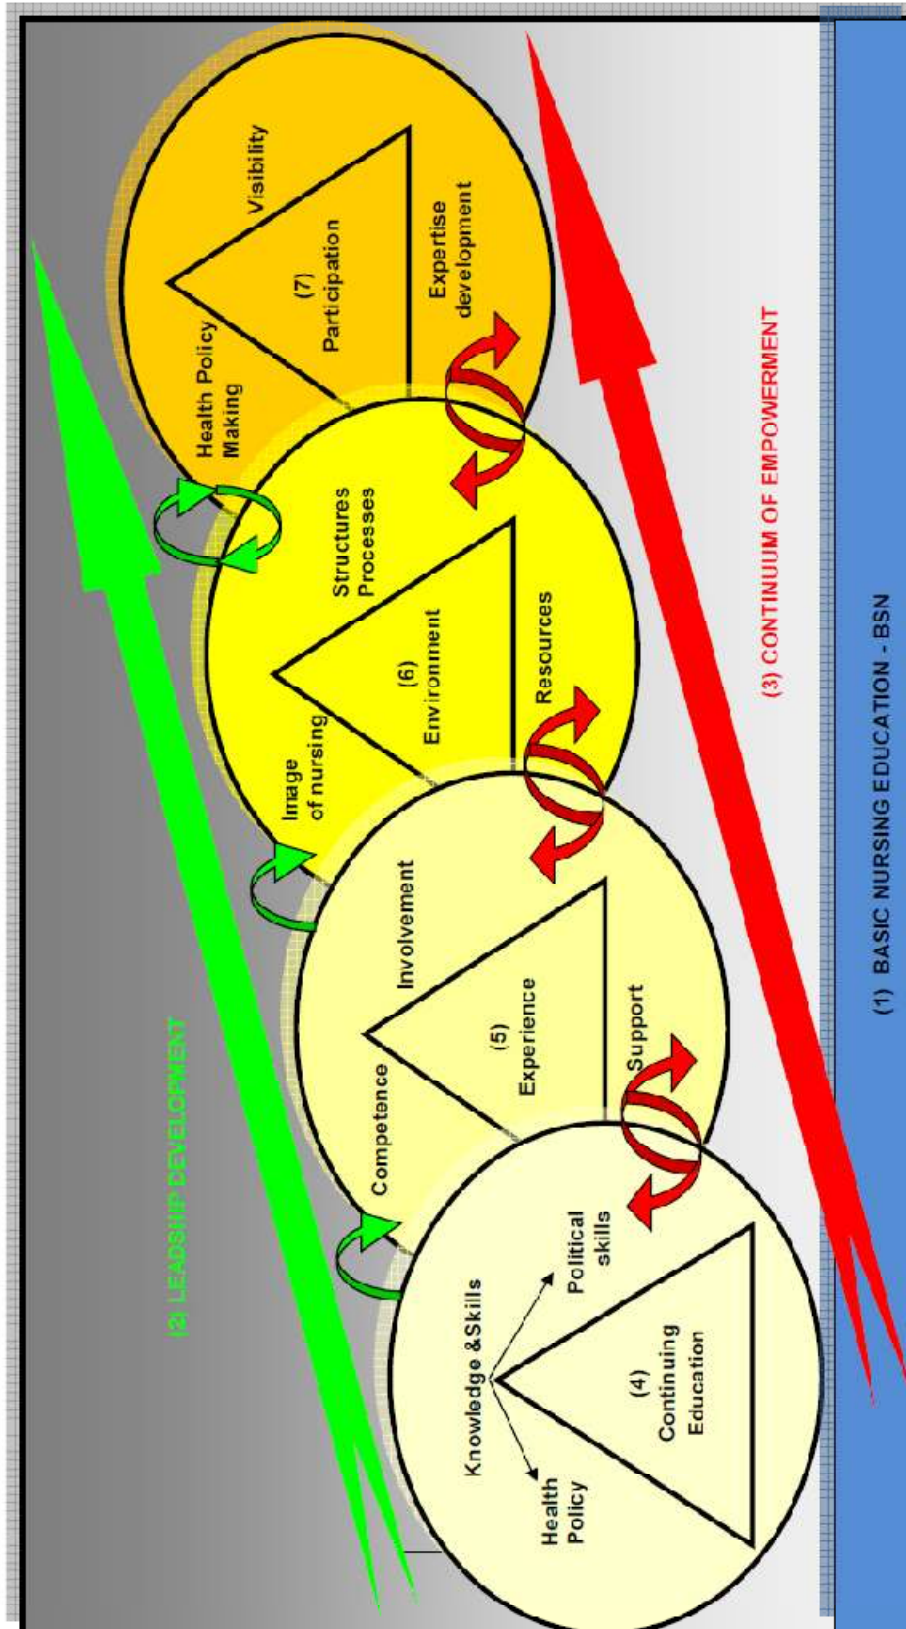 (2) LEADSHIP DEVELOPMENT
Health Policy
Making
Visibility
(7)
Participation
Expertise
development
Image
of nursing
Structures
Processes
(6)
Environment
Resources
Competence
Involvement
(5)
Experience
Support
Knowledge &Skills
Health
Policy
Political
skills
(4)
Continuing
Education
(3) CONTINUUM OF EMPOWERMENT
(1) BASIC NURSING EDUCATION - BSN